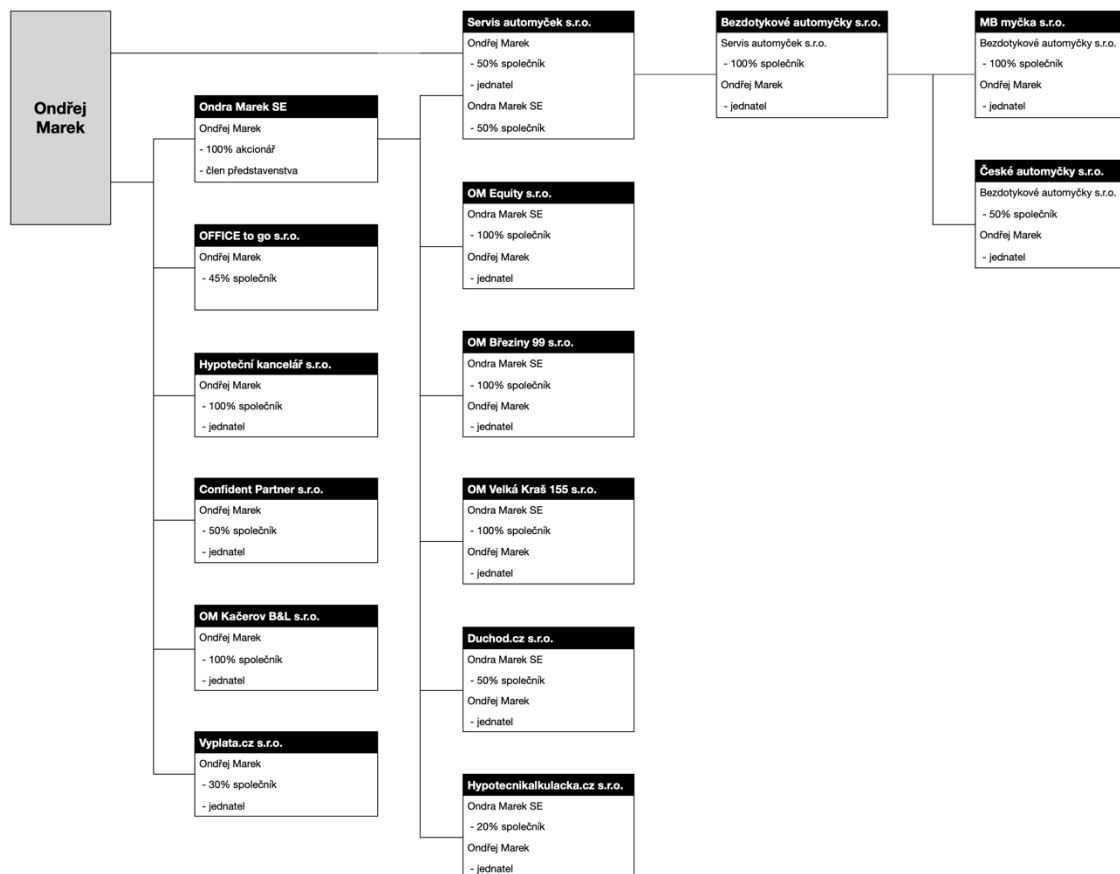 Ondřej
Marek
Ondra Marek SE
Ondřej Marek
- 100% akcionář
- člen představenstva
OFFICE to go s.r.o.
Ondřej Marek
- 45% společník
Hypoteční kancelář s.r.o.
Ondřej Marek
- 100% společník
- jednatel
Confident Partner s.r.o.
Ondřej Marek
- 50% společník
- jednatel
OM Kačerov B&L s.r.o.
Ondřej Marek
- 100% společník
- jednatel
Vyplata.cz s.r.o.
Ondřej Marek
- 30% společník
- jednatel
Servis automyček s.r.o.
Ondřej Marek
- 50% společník
- jednatel
Ondra Marek SE
- 50% společník
OM Equity s.r.o.
Ondra Marek SE
- 100% společník
Ondřej Marek
- jednatel
OM Březiny 99 s.r.o.
Ondra Marek SE
- 100% společník
Ondřej Marek
- jednatel
OM Velká Kraš 155 s.r.o.
Ondra Marek SE
- 100% společník
Ondřej Marek
- jednatel
Duchod.cz s.r.o.
Ondra Marek SE
- 50% společník
Ondřej Marek
- jednatel
Hypotecnikalkulacka.cz s.r.o.
Ondra Marek SE
- 20% společník
Ondřej Marek
- jednatel
Bezdotykové automyčky s.r.o.
Servis automyček s.r.o.
- 100% společník
Ondřej Marek
- jednatel
MB myčka s.r.o.
Bezdotykové automyčky s.r.o.
- 100% společník
Ondřej Marek
- jednatel
České automyčky s.r.o.
Bezdotykové automyčky s.r.o.
- 50% společník
Ondřej Marek
- jednatel